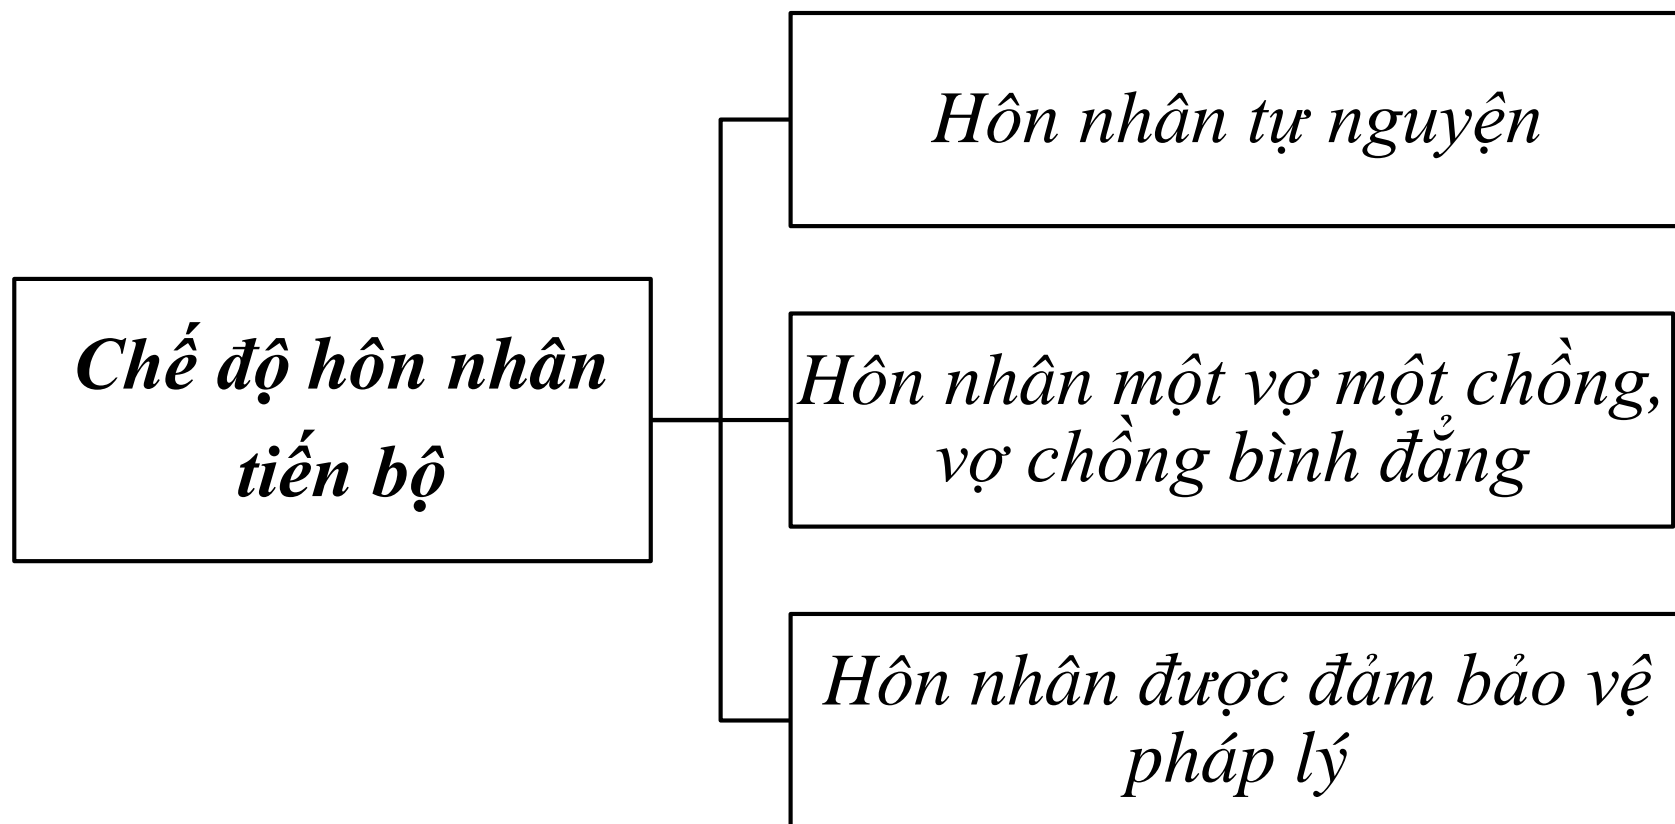 Hôn nhân tự nguyện
Chế độ hôn nhân
tiến bộ
Hôn nhân một vợ một chồng,
vợ chồng bình đẳng
Hôn nhân được đảm bảo vệ
pháp lý